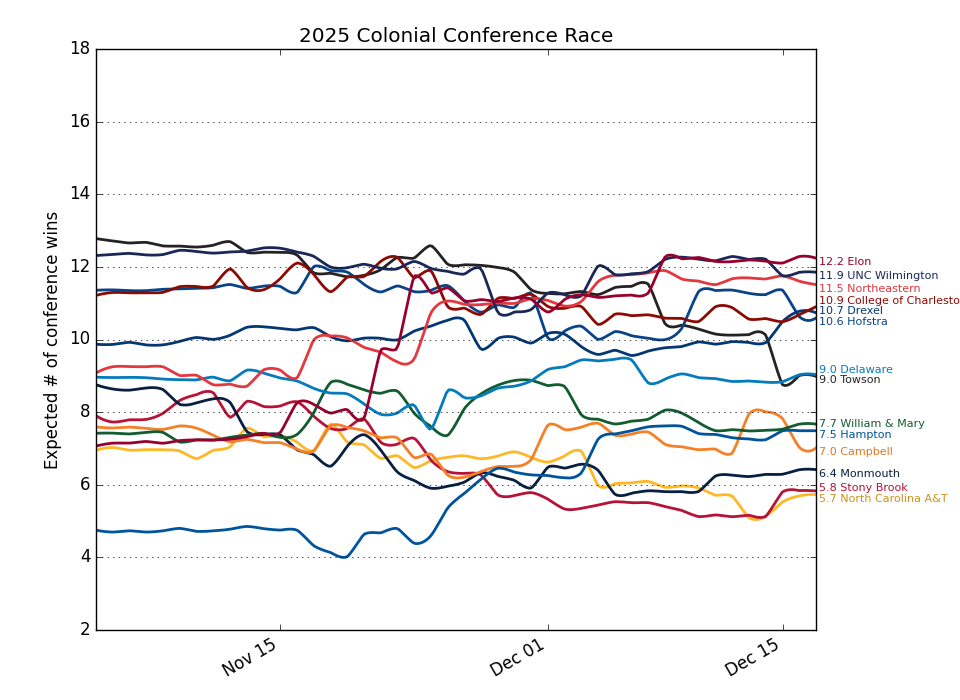 2025 Colonial Conference Race
Expected # of conference wins
18
16
14
12
10
8
6
4
2
Nov 15
Dec 01
Dec 15
12.2 Elon
11.9 UNC Wilmington
11.5 Northeastern
10.9 College of Charlesto
10.7 Drexel
10.6 Hofstra
9.0 Delaware
9.0 Towson
7.7 William & Mary
7.5 Hampton
7.0 Campbell
6.4 Monmouth
5.8 Stony Brook
5.7 North Carolina A&T